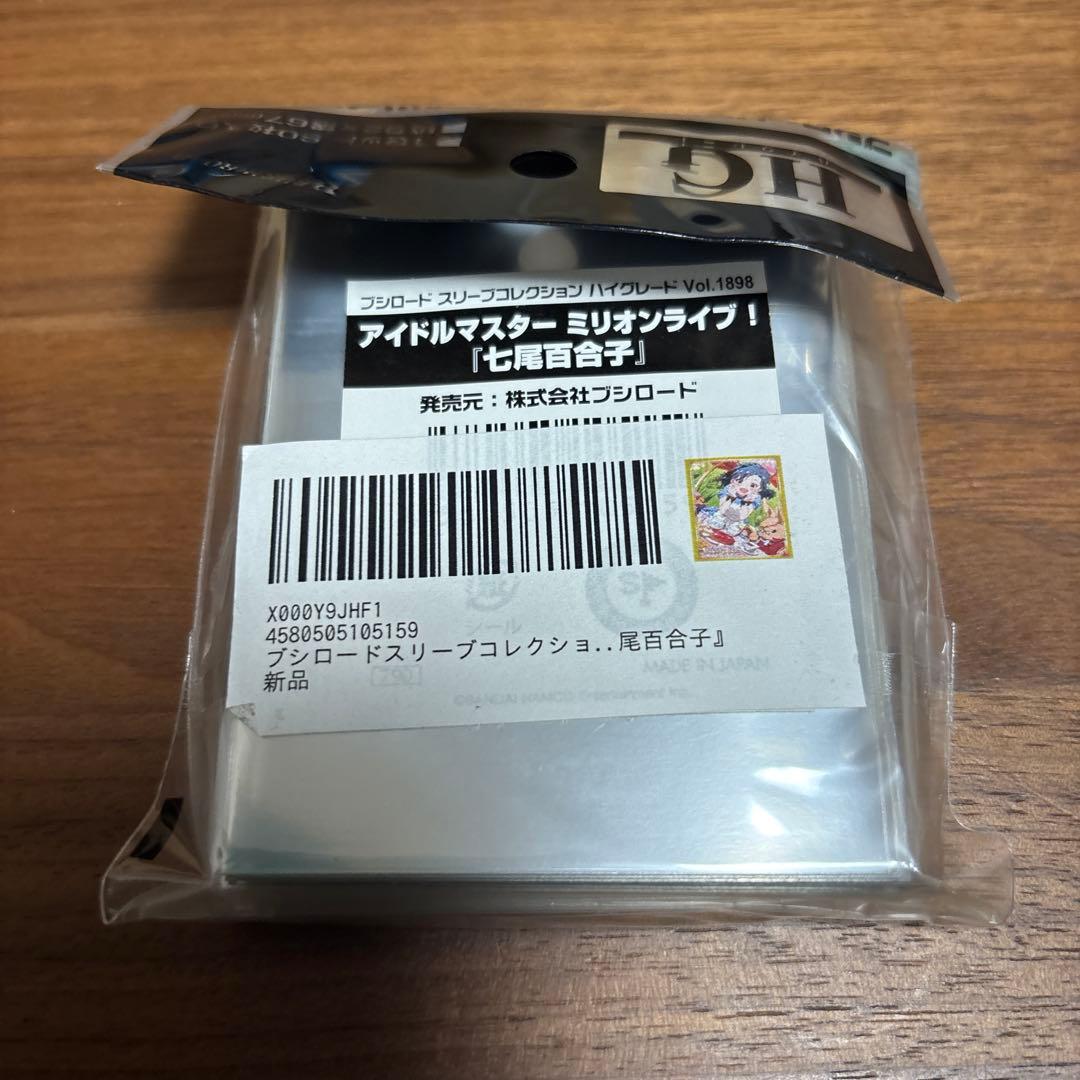 HG
ブシロード スリーブコレクション ハイグレード Vol.1898
アイドルマスター ミリオンライブ!
『七尾百合子』
発売元：株式会社ブシロード
X000Y9JHF1
4580505105159
ブシロードスリーブコレクショ..尾百合子』
新品
MADE IN JAPAN